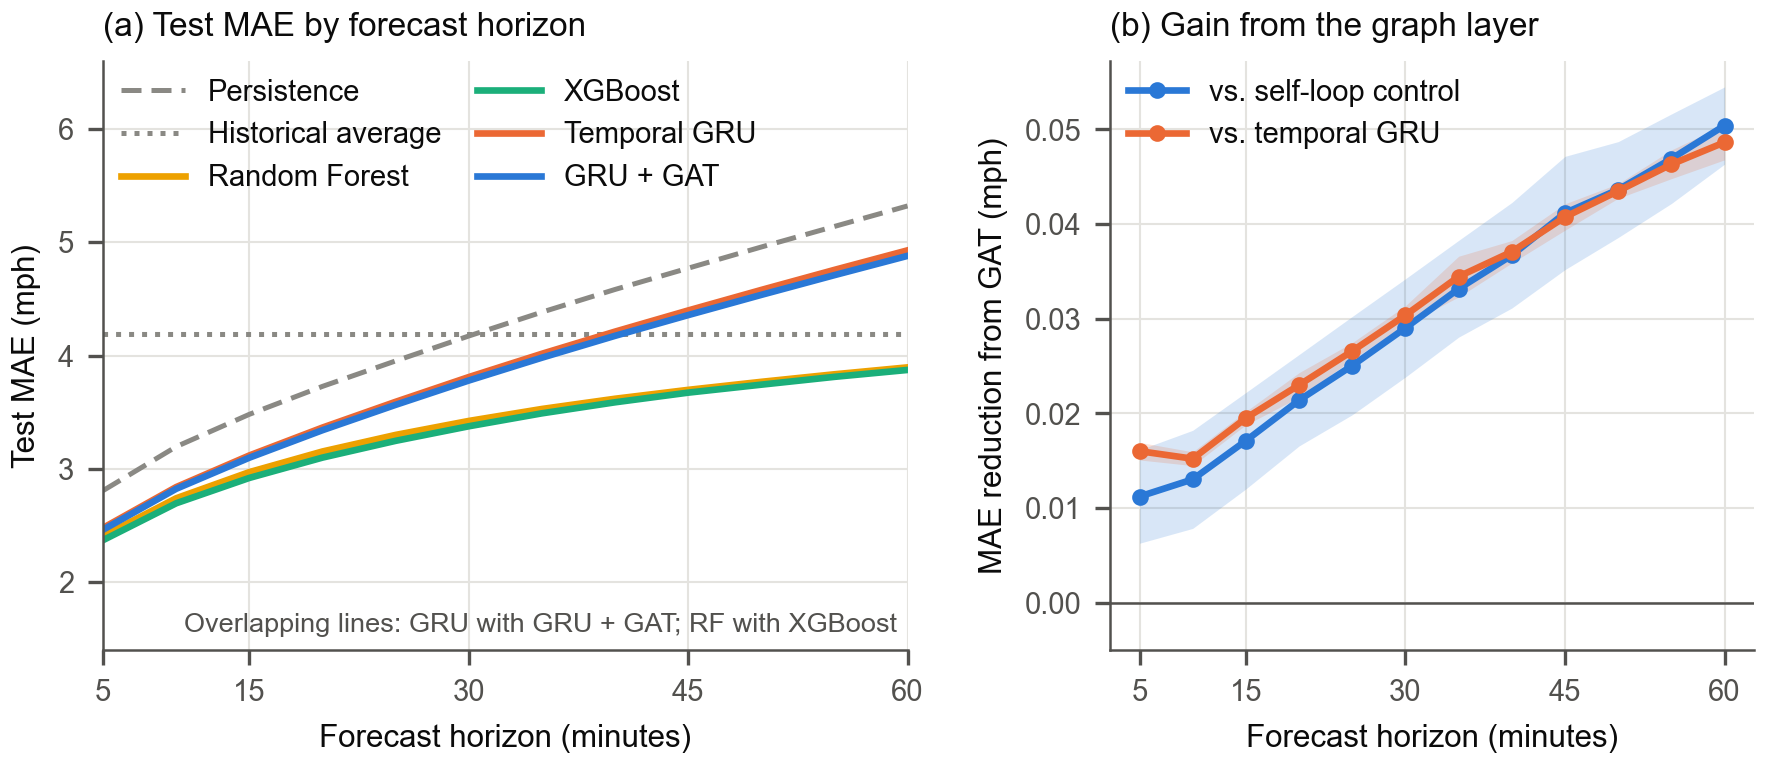 (a) Test MAE by forecast horizon
Persistence
Historical average
Random Forest
XGBoost
Temporal GRU
GRU + GAT
Test MAE (mph)
6
5
4
3
2
Overlapping lines: GRU with GRU + GAT; RF with XGBoost
5 15 30 45 60
Forecast horizon (minutes)
(b) Gain from the graph layer
vs. self-loop control
vs. temporal GRU
MAE reduction from GAT (mph)
0.05
0.04
0.03
0.02
0.01
0.00
5 15 30 45 60
Forecast horizon (minutes)